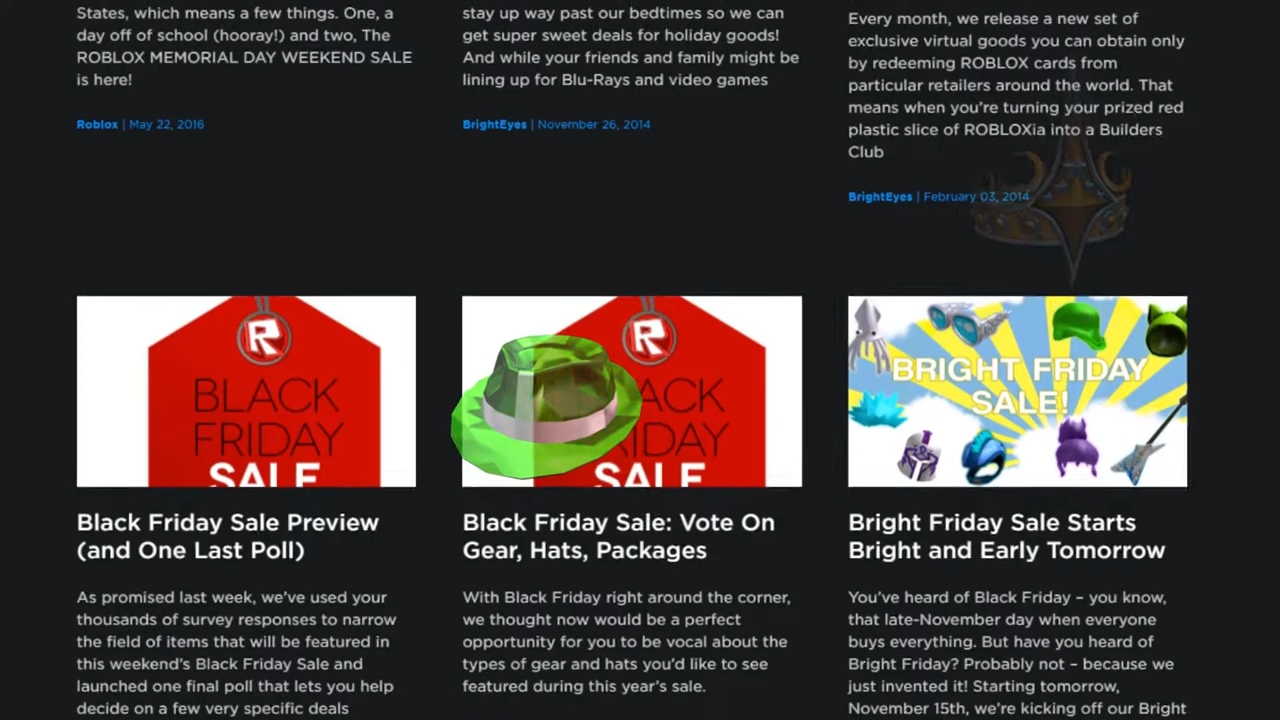 States, which means a few things. One, a
day off of school (hooray!) and two, The
ROBLOX MEMORIAL DAY WEEKEND SALE
is here!
Roblox | May 22, 2016
stay up way past our bedtimes so we can
get super sweet deals for holiday goods!
And while your friends and family might be
lining up for Blu-Rays and video games
BrightEyes | November 26, 2014
Every month, we release a new set of
exclusive virtual goods you can obtain only
by redeeming ROBLOX cards from
particular retailers around the world. That
means when you're turning your prized red
plastic slice of ROBLOXia into a Builders
Club
BrightEyes | February 03, 2014
R
BLACK
FRIDAY
SALE
Black Friday Sale Preview
(and One Last Poll)
As promised last week, we've used your
thousands of survey responses to narrow
the field of items that will be featured in
this weekend's Black Friday Sale and
launched one final poll that lets you help
decide on a few very specific deals
R
ACK
RIDAY
SALE
Black Friday Sale: Vote On
Gear, Hats, Packages
With Black Friday right around the corner,
we thought now would be a perfect
opportunity for you to be vocal about the
types of gear and hats you'd like to see
featured during this year's sale.
BRIGHT FRIDAY
SALE!
Bright Friday Sale Starts
Bright and Early Tomorrow
You've heard of Black Friday – you know,
that late-November day when everyone
buys everything. But have you heard of
Bright Friday? Probably not – because we
just invented it! Starting tomorrow,
November 15th, we're kicking off our Bright